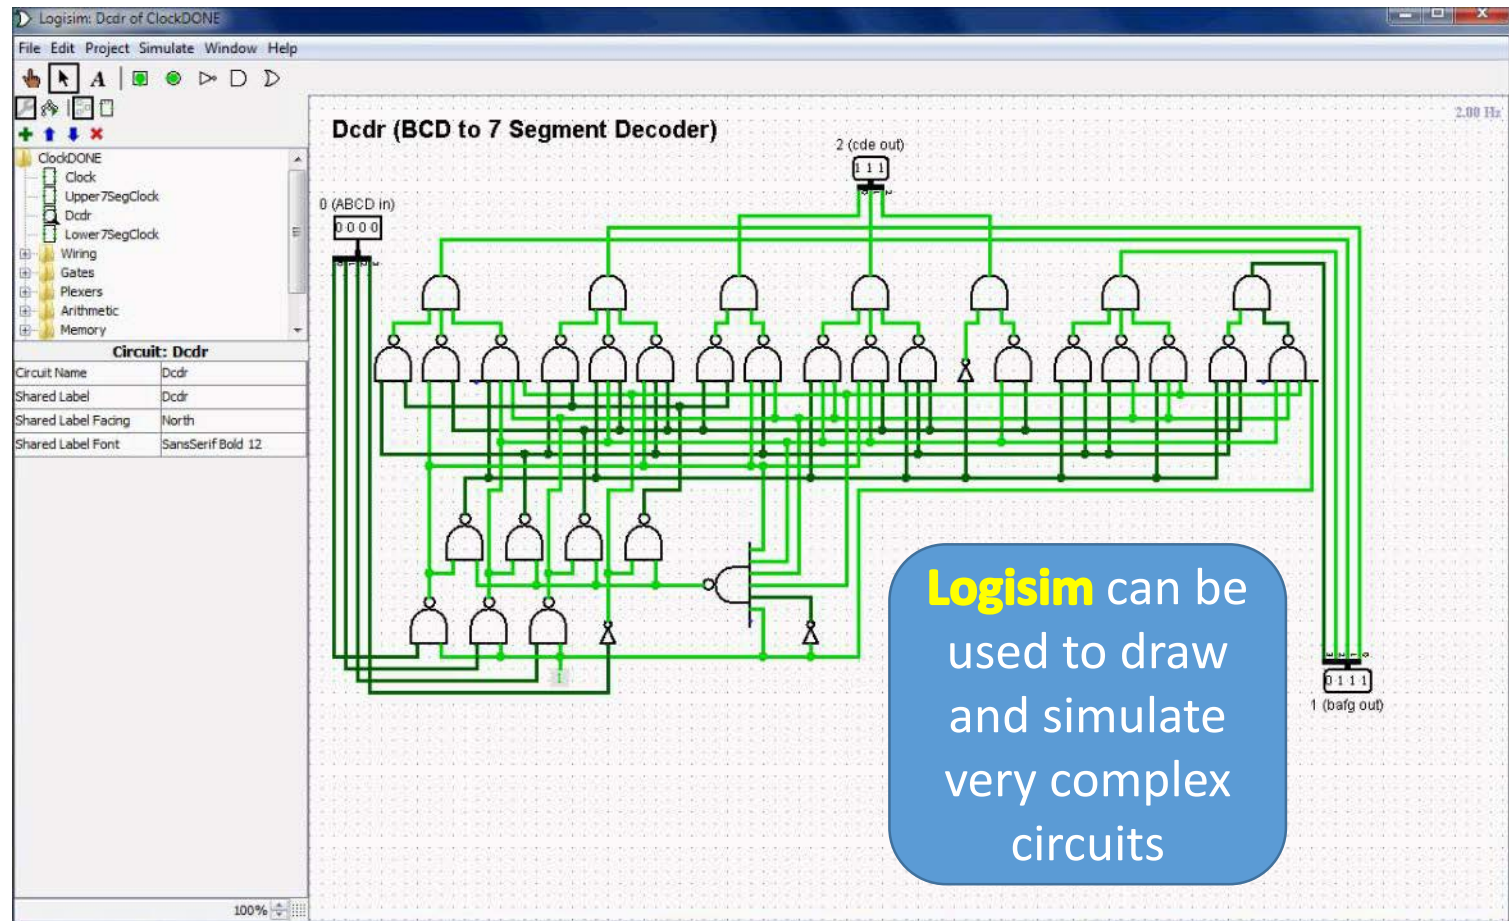 Logisim: Dcdr of ClockDONE
File Edit Project Simulate Window Help
A
2.00 Hz
Dcdr (BCD to 7 Segment Decoder)
2 (cde out)
1 1 1
0 (ABCD in)
0 0 0 0
ClockDONE
Clock
Upper7SegClock
Dcdr
Lower7SegClock
Wiring
Gates
Plexers
Arithmetic
Memory
Circuit: Dcdr
Circuit Name Dcdr
Shared Label Dcdr
Shared Label Facing North
Shared Label Font SansSerif Bold 12
1
0 1 1 1
1 (bafg out)
Logisim can be
used to draw
and simulate
very complex
circuits
100%